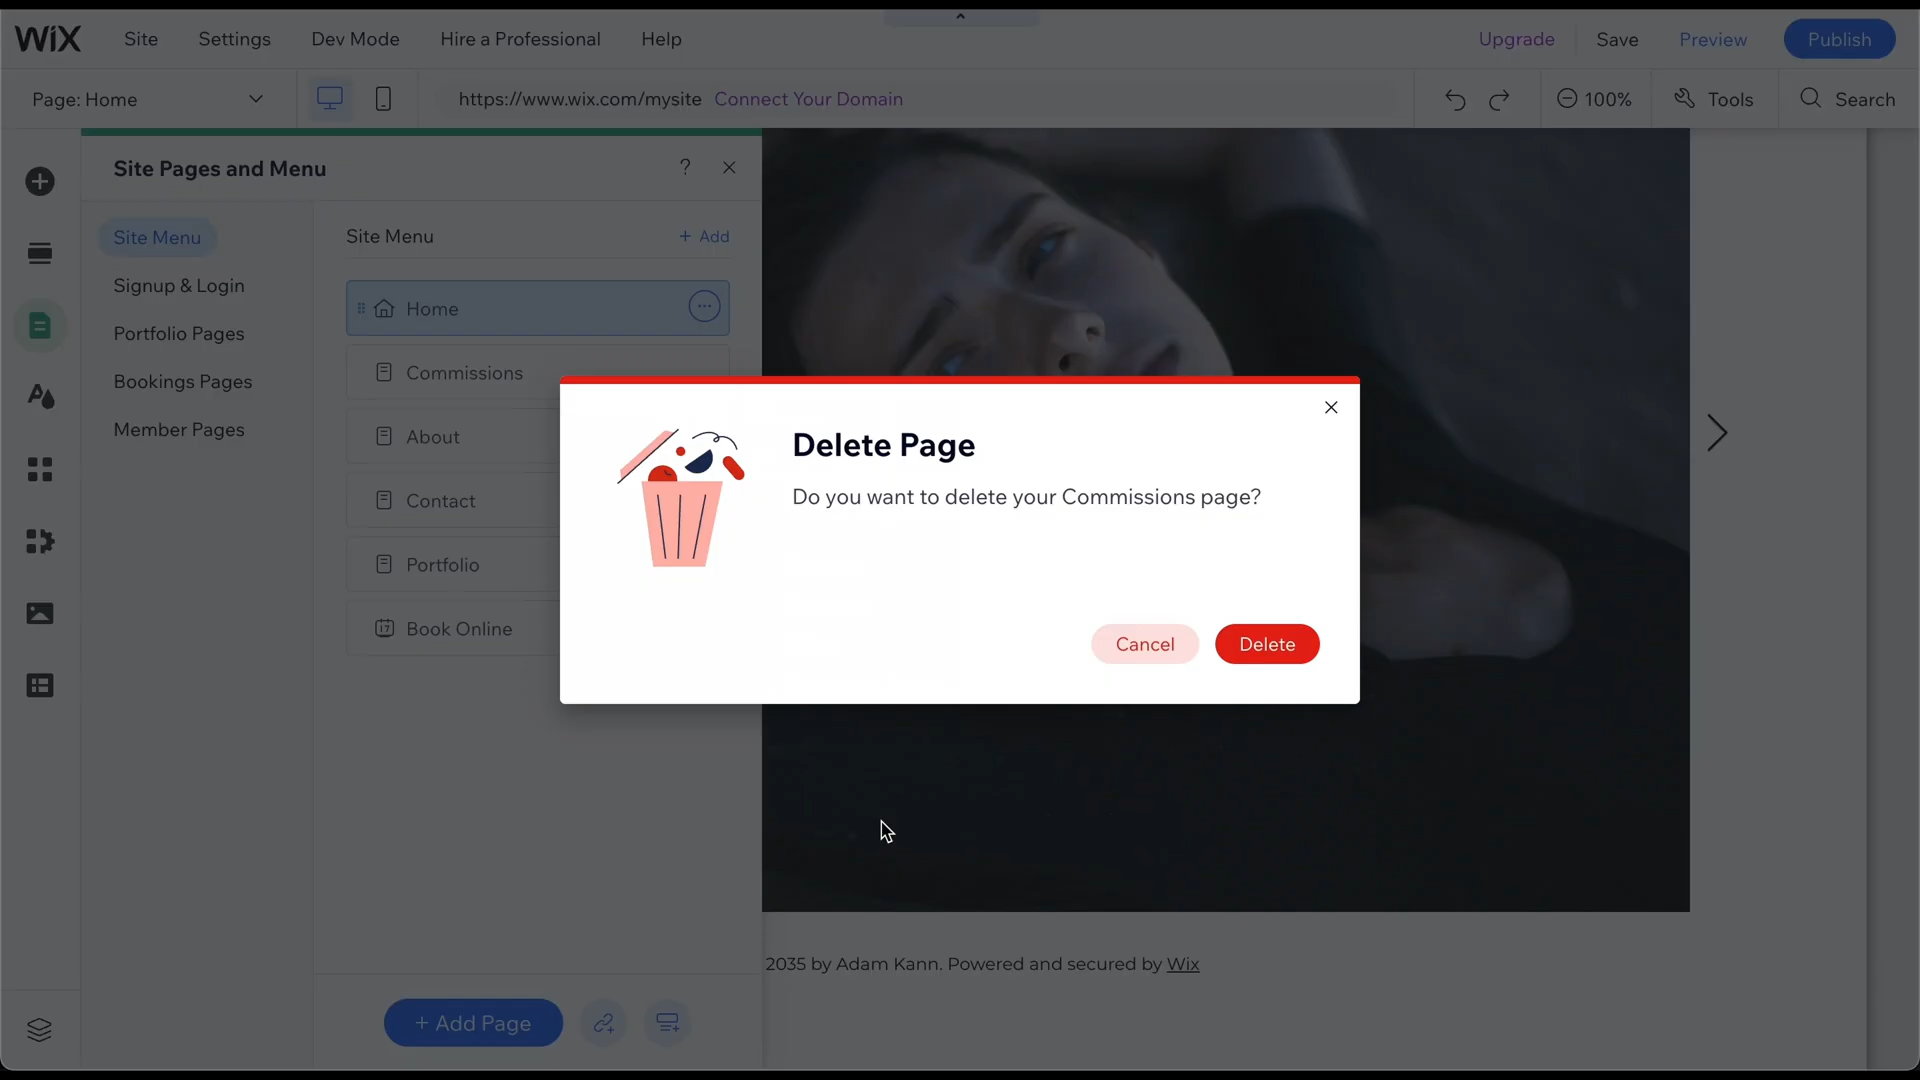 WiX Site Settings Dev Mode Hire a Professional Help Upgrade Save Preview Publish
Page: Home https://www.wix.com/mysite Connect Your Domain 100% Tools Search
Site Pages and Menu ?
Site Menu
Signup & Login
Portfolio Pages
Bookings Pages
Member Pages
Site Menu + Add
Home
Commissions
About
Contact
Portfolio
17 Book Online
+ Add Page
Delete Page
Do you want to delete your Commissions page?
Cancel Delete
2035 by Adam Kann. Powered and secured by Wix